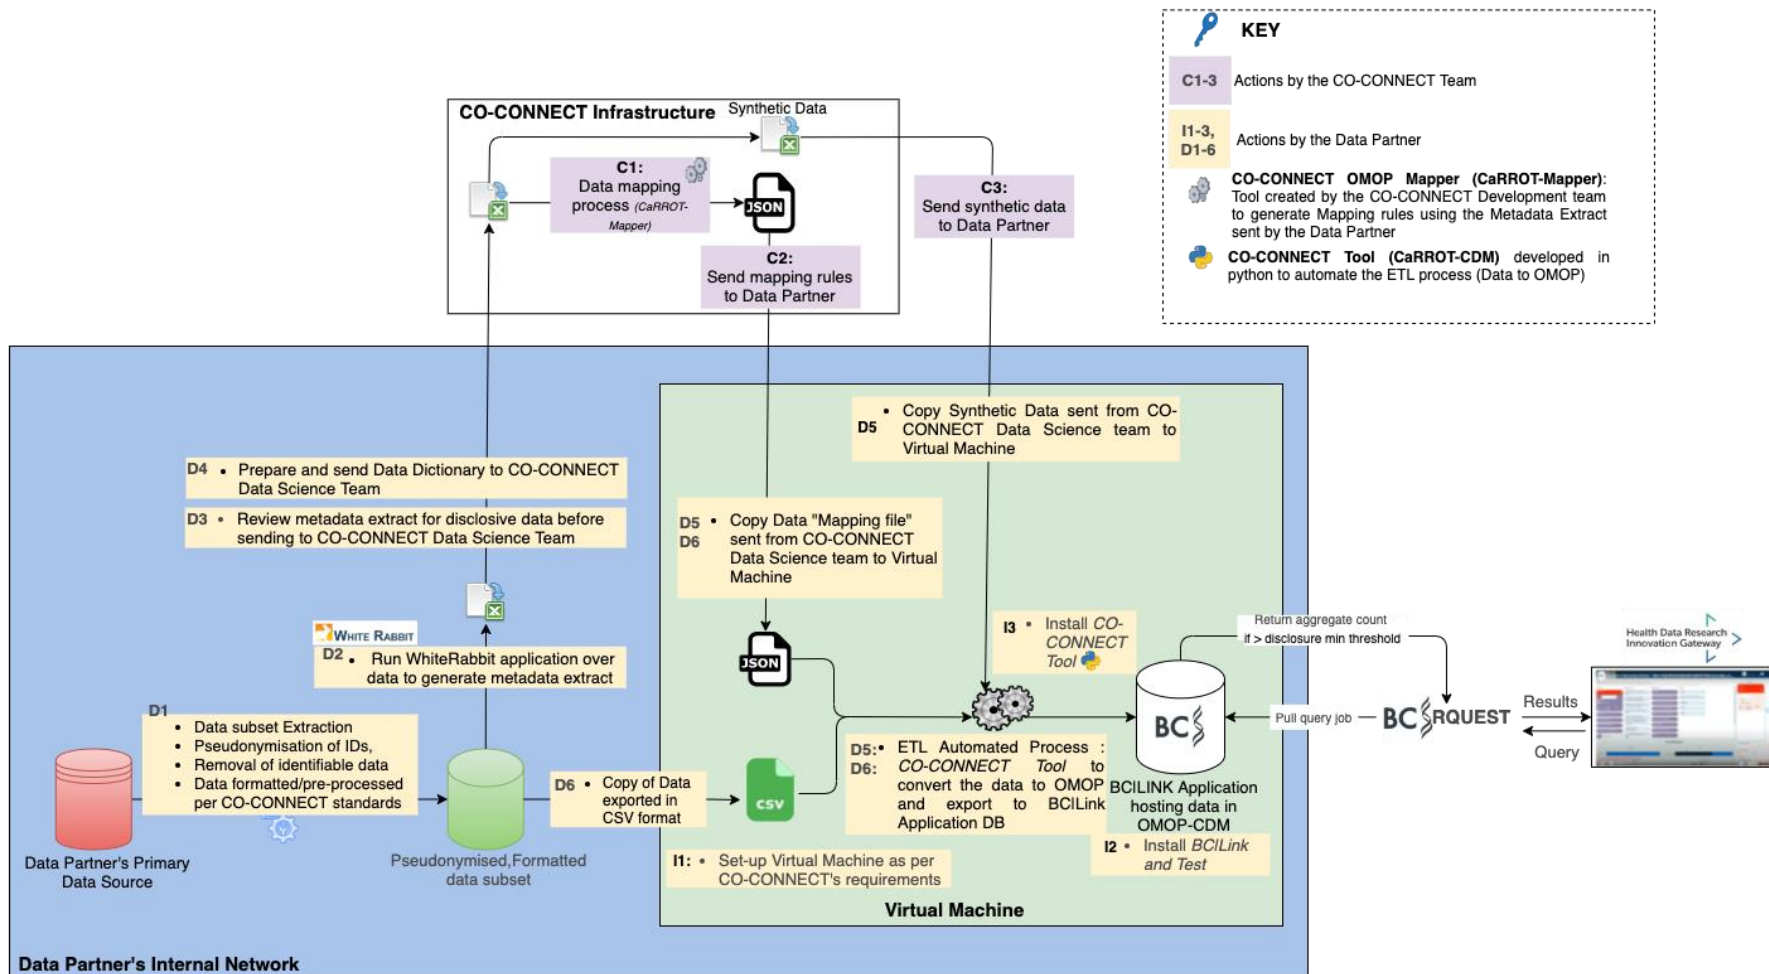 KEY
C1-3
Actions by the CO-CONNECT Team
I1-3,
D1-6
Actions by the Data Partner
CO-CONNECT OMOP Mapper (CaRROT-Mapper):
Tool created by the CO-CONNECT Development team
to generate Mapping rules using the Metadata Extract
sent by the Data Partner
CO-CONNECT Tool (CaRROT-CDM) developed in
python to automate the ETL process (Data to OMOP)
CO-CONNECT Infrastructure
Synthetic Data
C1:
Data mapping
process (CaRROT-
Mapper)
JSON
C2:
Send mapping rules
to Data Partner
C3:
Send synthetic data
to Data Partner
D5 • Copy Synthetic Data sent from CO-
CONNECT Data Science team to
Virtual Machine
D4 • Prepare and send Data Dictionary to CO-CONNECT
Data Science Team
D3 • Review metadata extract for disclosive data before
sending to CO-CONNECT Data Science Team
D5 • Copy Data "Mapping file"
D6 sent from CO-CONNECT
Data Science team to Virtual
Machine
WHITE RABBIT
D2 • Run WhiteRabbit application over
data to generate metadata extract
JSON
I3 • Install CO-
CONNECT
Tool
Return aggregate count
if > disclosure min threshold
Health Data Research
Innovation Gateway
D1
• Data subset Extraction
• Pseudonymisation of IDs,
• Removal of identifiable data
• Data formatted/pre-processed
per CO-CONNECT standards
BC
Pull query job
BC RQUEST
Results
Query
D6 • Copy of Data
exported in
CSV format
CSV
D5: • ETL Automated Process :
D6: CO-CONNECT Tool to
convert the data to OMOP
and export to BC|Link
Application DB
BC|LINK Application
hosting data in
OMOP-CDM
I2 • Install BC|Link
and Test
Data Partner's Primary
Data Source
Pseudonymised,Formatted
data subset
I1: • Set-up Virtual Machine as per
CO-CONNECT's requirements
Virtual Machine
Data Partner's Internal Network